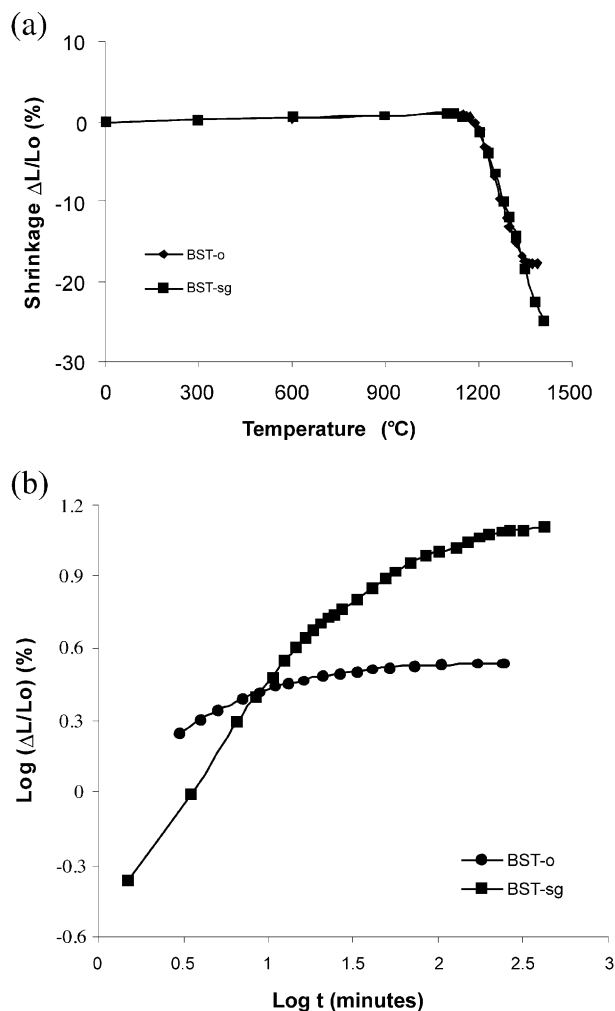 (a)
10
0
-10
-20
-30
Shrinkage ΔL/Lo (%)
BST-o
BST-sg
0 300 600 900 1200 1500
Temperature (°C)
(b)
1.2
0.9
0.6
0.3
0
-0.3
-0.6
Log (ΔL/Lo) (%)
BST-o
BST-sg
0 0.5 1 1.5 2 2.5 3
Log t (minutes)